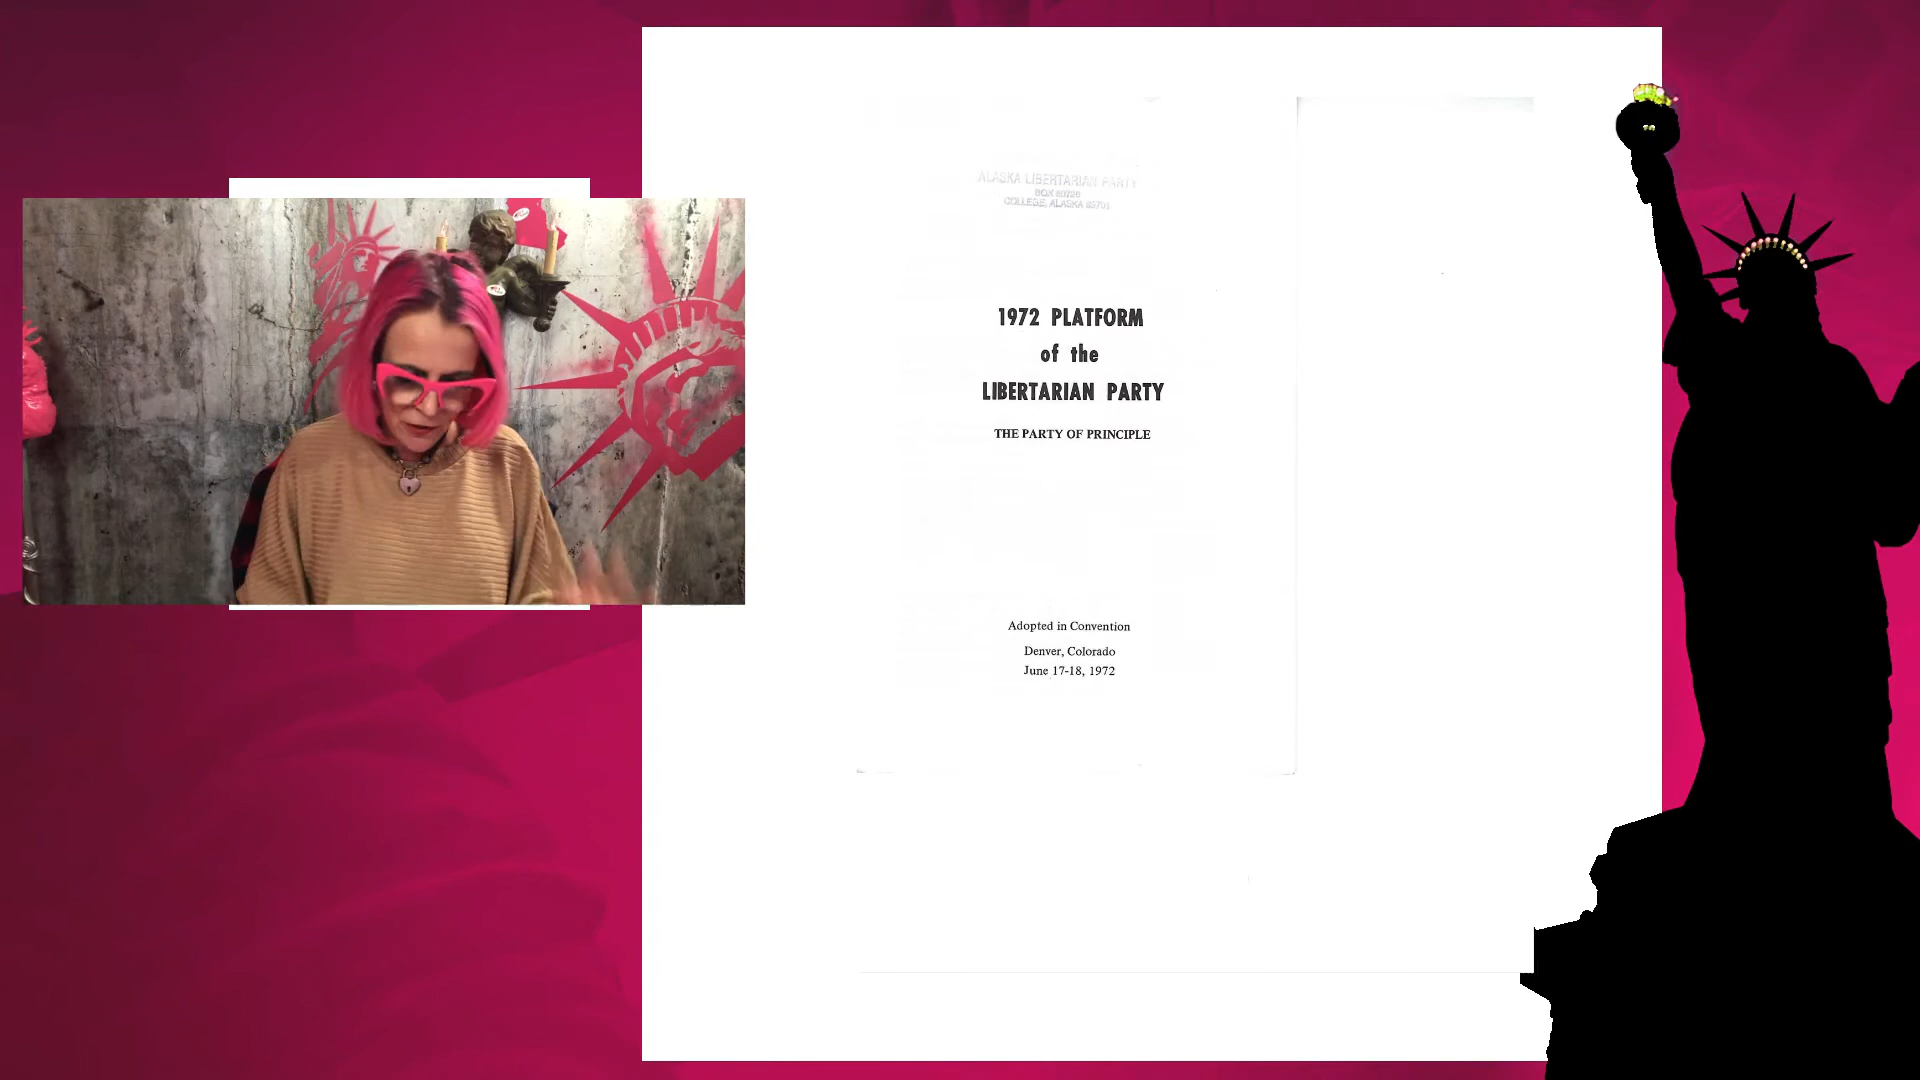 ALASKA LIBERTARIAN PARTY
COLLEGE, ALASKA
1972 PLATFORM
of the
LIBERTARIAN PARTY
THE PARTY OF PRINCIPLE
Adopted in Convention
Denver, Colorado
June 17-18, 1972